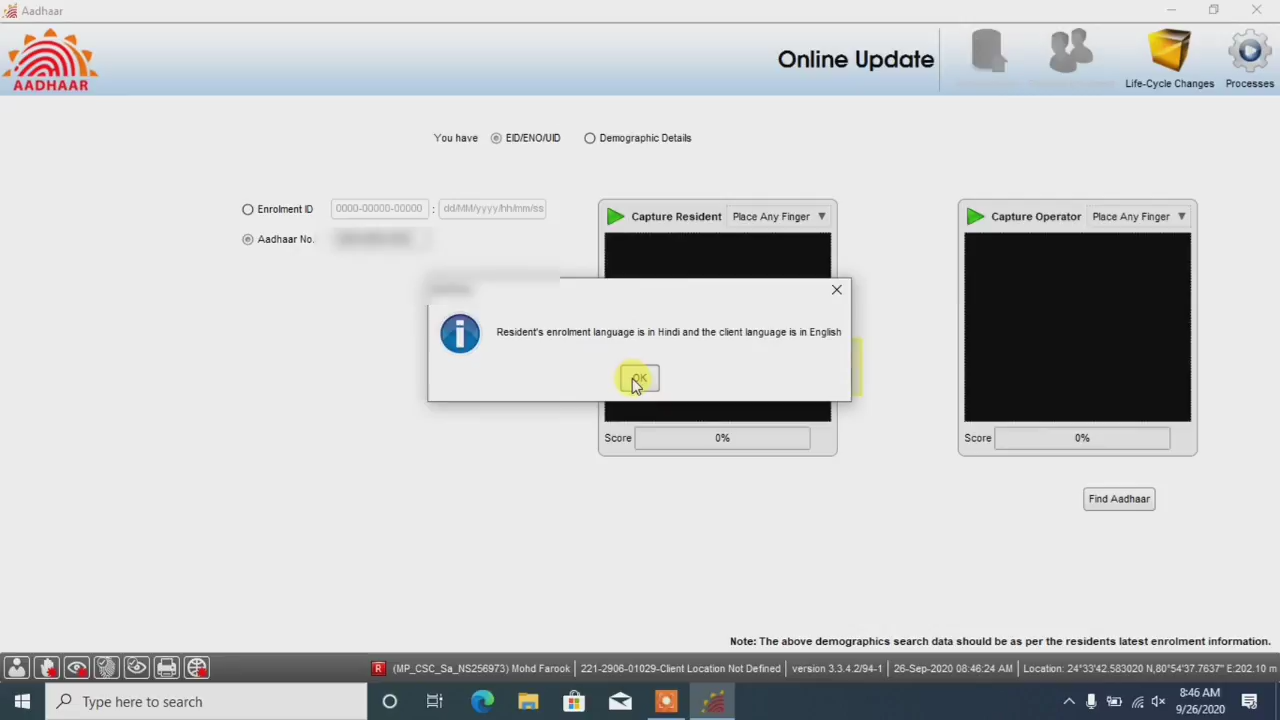 Aadhaar
AADHAAR
Online Update
Life-Cycle Changes
Processes
You have EID/ENO/UID Demographic Details
Enrolment ID 0000-00000-00000 : dd/MM/yyyy/hh/mm/ss
Aadhaar No.
Capture Resident Place Any Finger
Capture Operator Place Any Finger
Resident's enrolment language is in Hindi and the client language is in English
OK
Score 0%
Score 0%
Find Aadhaar
Note: The above demographics search data should be as per the residents latest enrolment information.
R (MP_CSC_Sa_NS256973) Mohd Farook 221-2906-01029-Client Location Not Defined version 3.3.4.2/94-1 26-Sep-2020 08:46:24 AM Location: 24°33'42.583020 N,80°54'37.7637" E:202.10 m
Type here to search
8:46 AM
9/26/2020